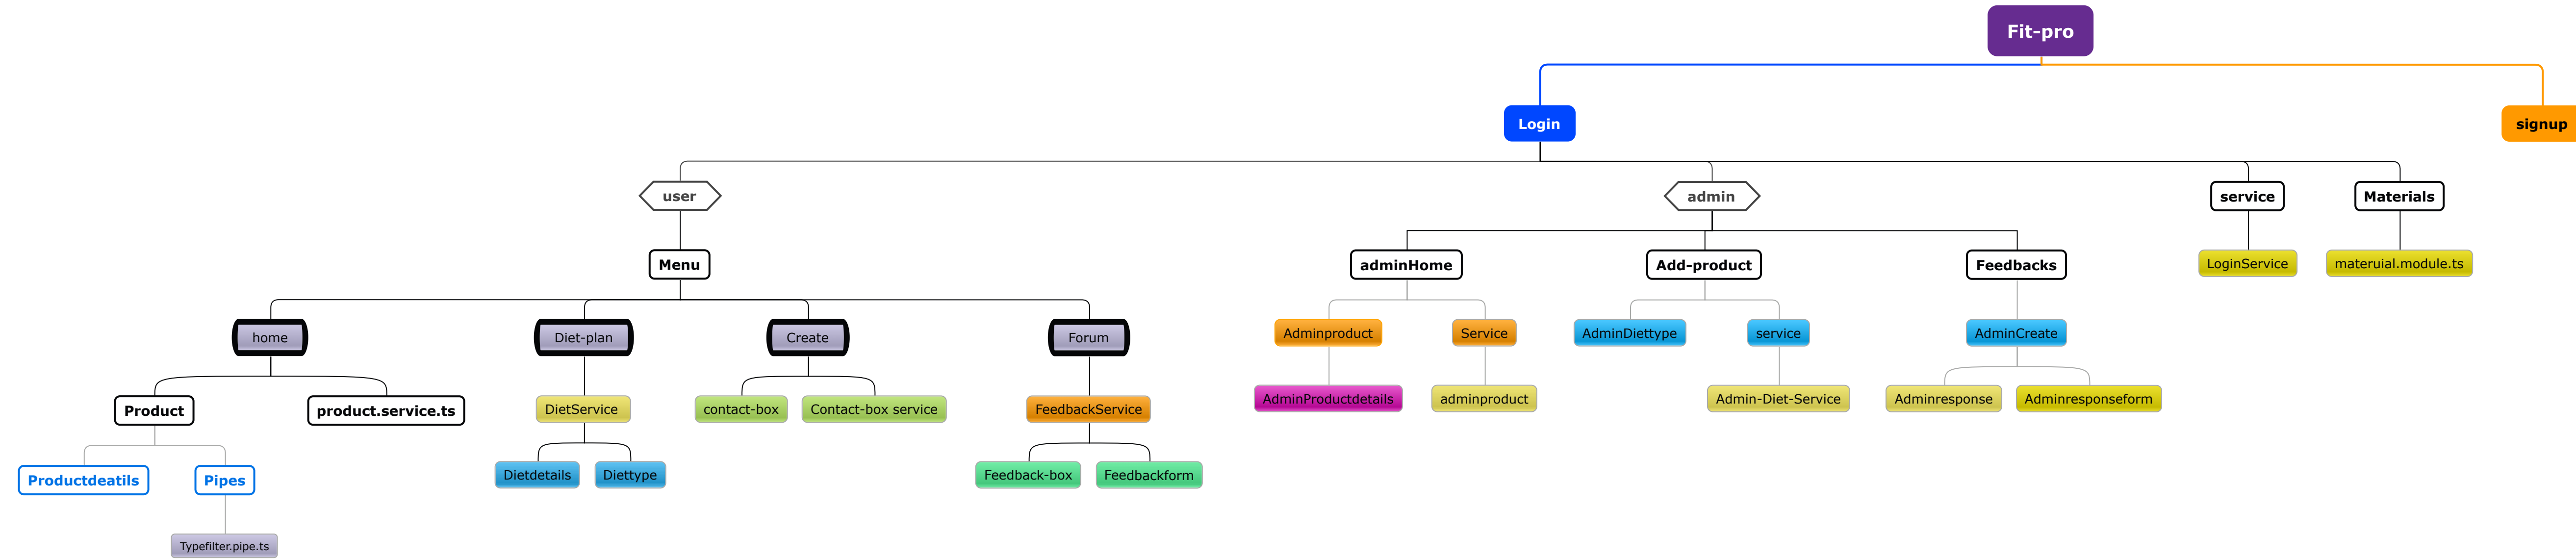 Fit-pro
Login
signup
user
admin
service
Materials
Menu
adminHome
Add-product
Feedbacks
LoginService
materuial.module.ts
home
Diet-plan
Create
Forum
Adminproduct
Service
AdminDiettype
service
AdminCreate
Product
product.service.ts
DietService
contact-box
Contact-box service
FeedbackService
AdminProductdetails
adminproduct
Admin-Diet-Service
Adminresponse
Adminresponseform
Productdeatils
Pipes
Dietdetails
Diettype
Feedback-box
Feedbackform
Typefilter.pipe.ts